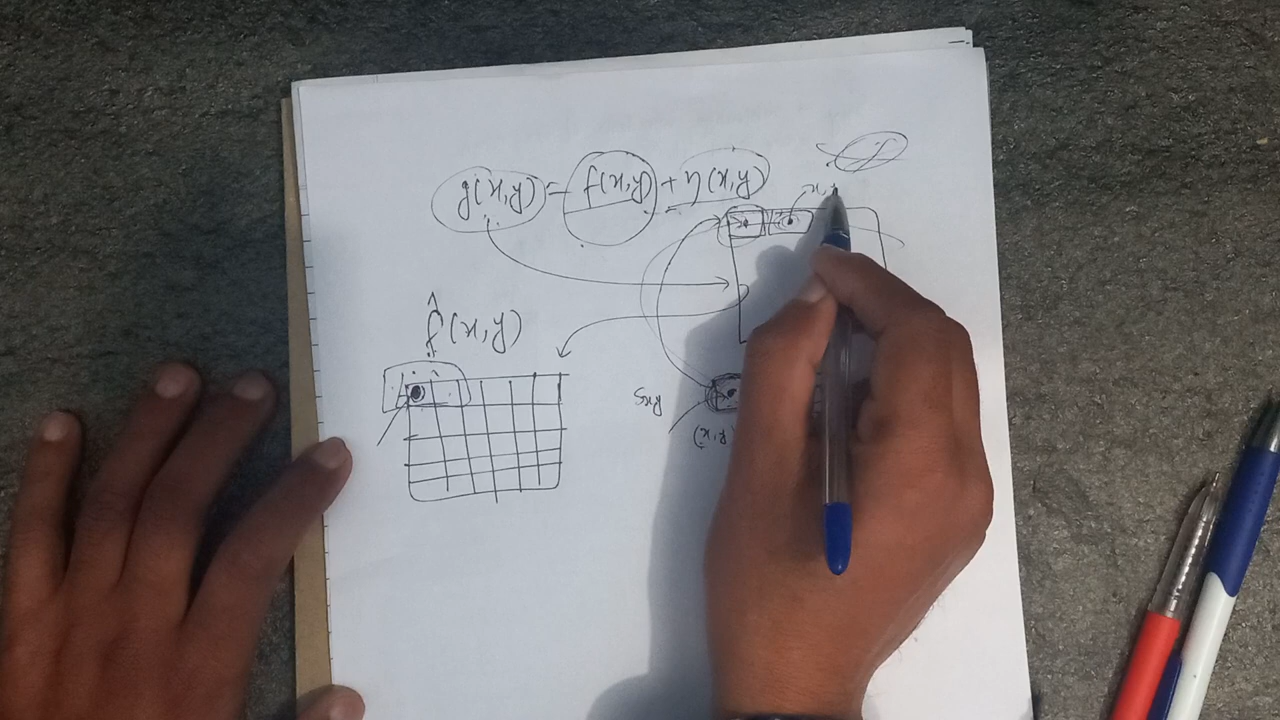 g(x,y) = f(x,y) + η(x,y)
x,
f̂(x,y)
Sxy
(x,y)